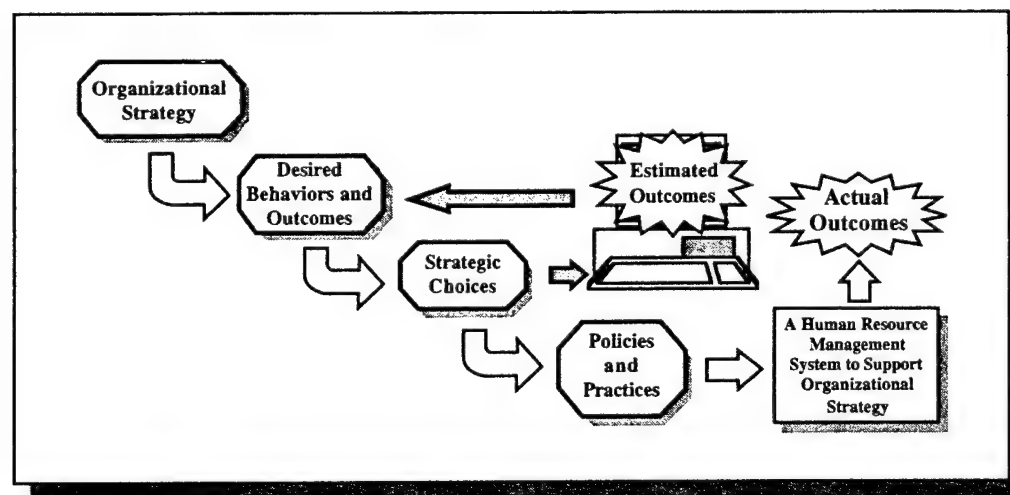 Organizational
Strategy
Desired
Behaviors and
Outcomes
Estimated
Outcomes
Actual
Outcomes
Strategic
Choices
Policies
and
Practices
A Human Resource
Management
System to Support
Organizational
Strategy